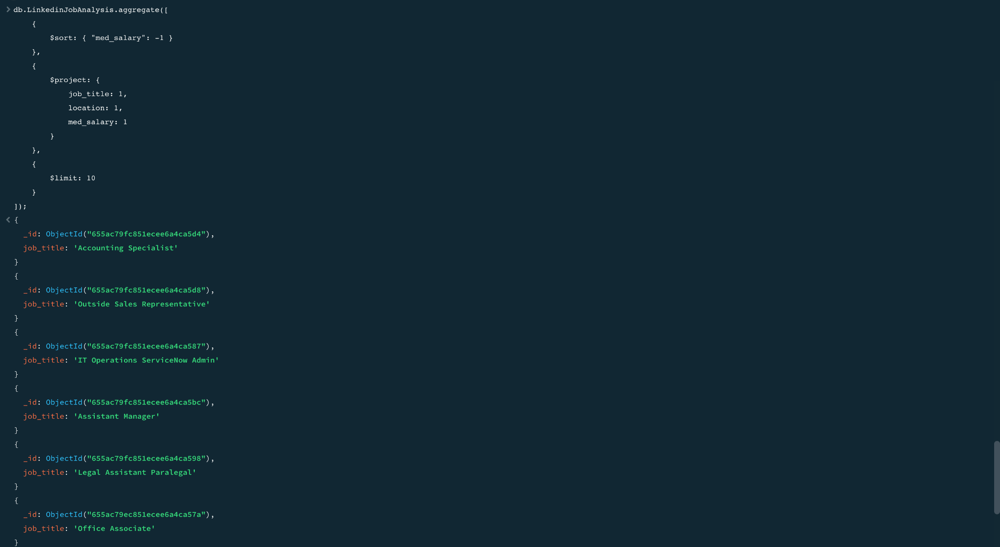 db.LinkedinJobAnalysis.aggregate([
{
$sort: { "med_salary": -1 }
},
{
$project: {
job_title: 1,
location: 1,
med_salary: 1
}
},
{
$limit: 10
}
]);
{
_id: ObjectId("655ac79fc851ecee6a4ca5d4"),
job_title: 'Accounting Specialist'
}
{
_id: ObjectId("655ac79fc851ecee6a4ca5d8"),
job_title: 'Outside Sales Representative'
}
{
_id: ObjectId("655ac79fc851ecee6a4ca587"),
job_title: 'IT Operations ServiceNow Admin'
}
{
_id: ObjectId("655ac79fc851ecee6a4ca5bc"),
job_title: 'Assistant Manager'
}
{
_id: ObjectId("655ac79fc851ecee6a4ca598"),
job_title: 'Legal Assistant Paralegal'
}
{
_id: ObjectId("655ac79ec851ecee6a4ca57a"),
job_title: 'Office Associate'
}